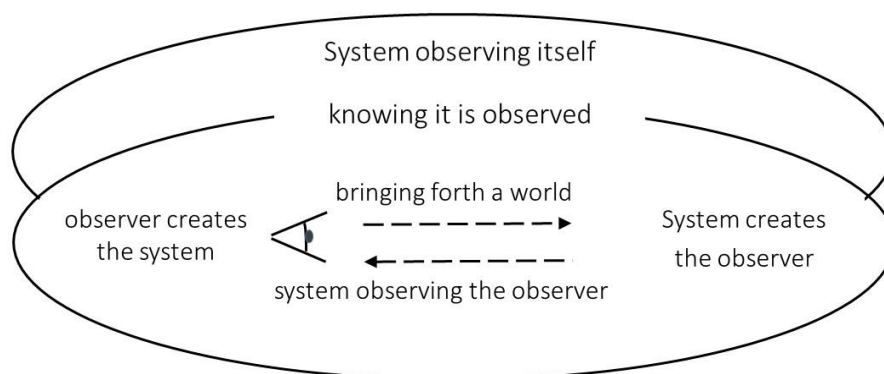 System observing itself
knowing it is observed
bringing forth a world
observer creates
the system
System creates
the observer
system observing the observer